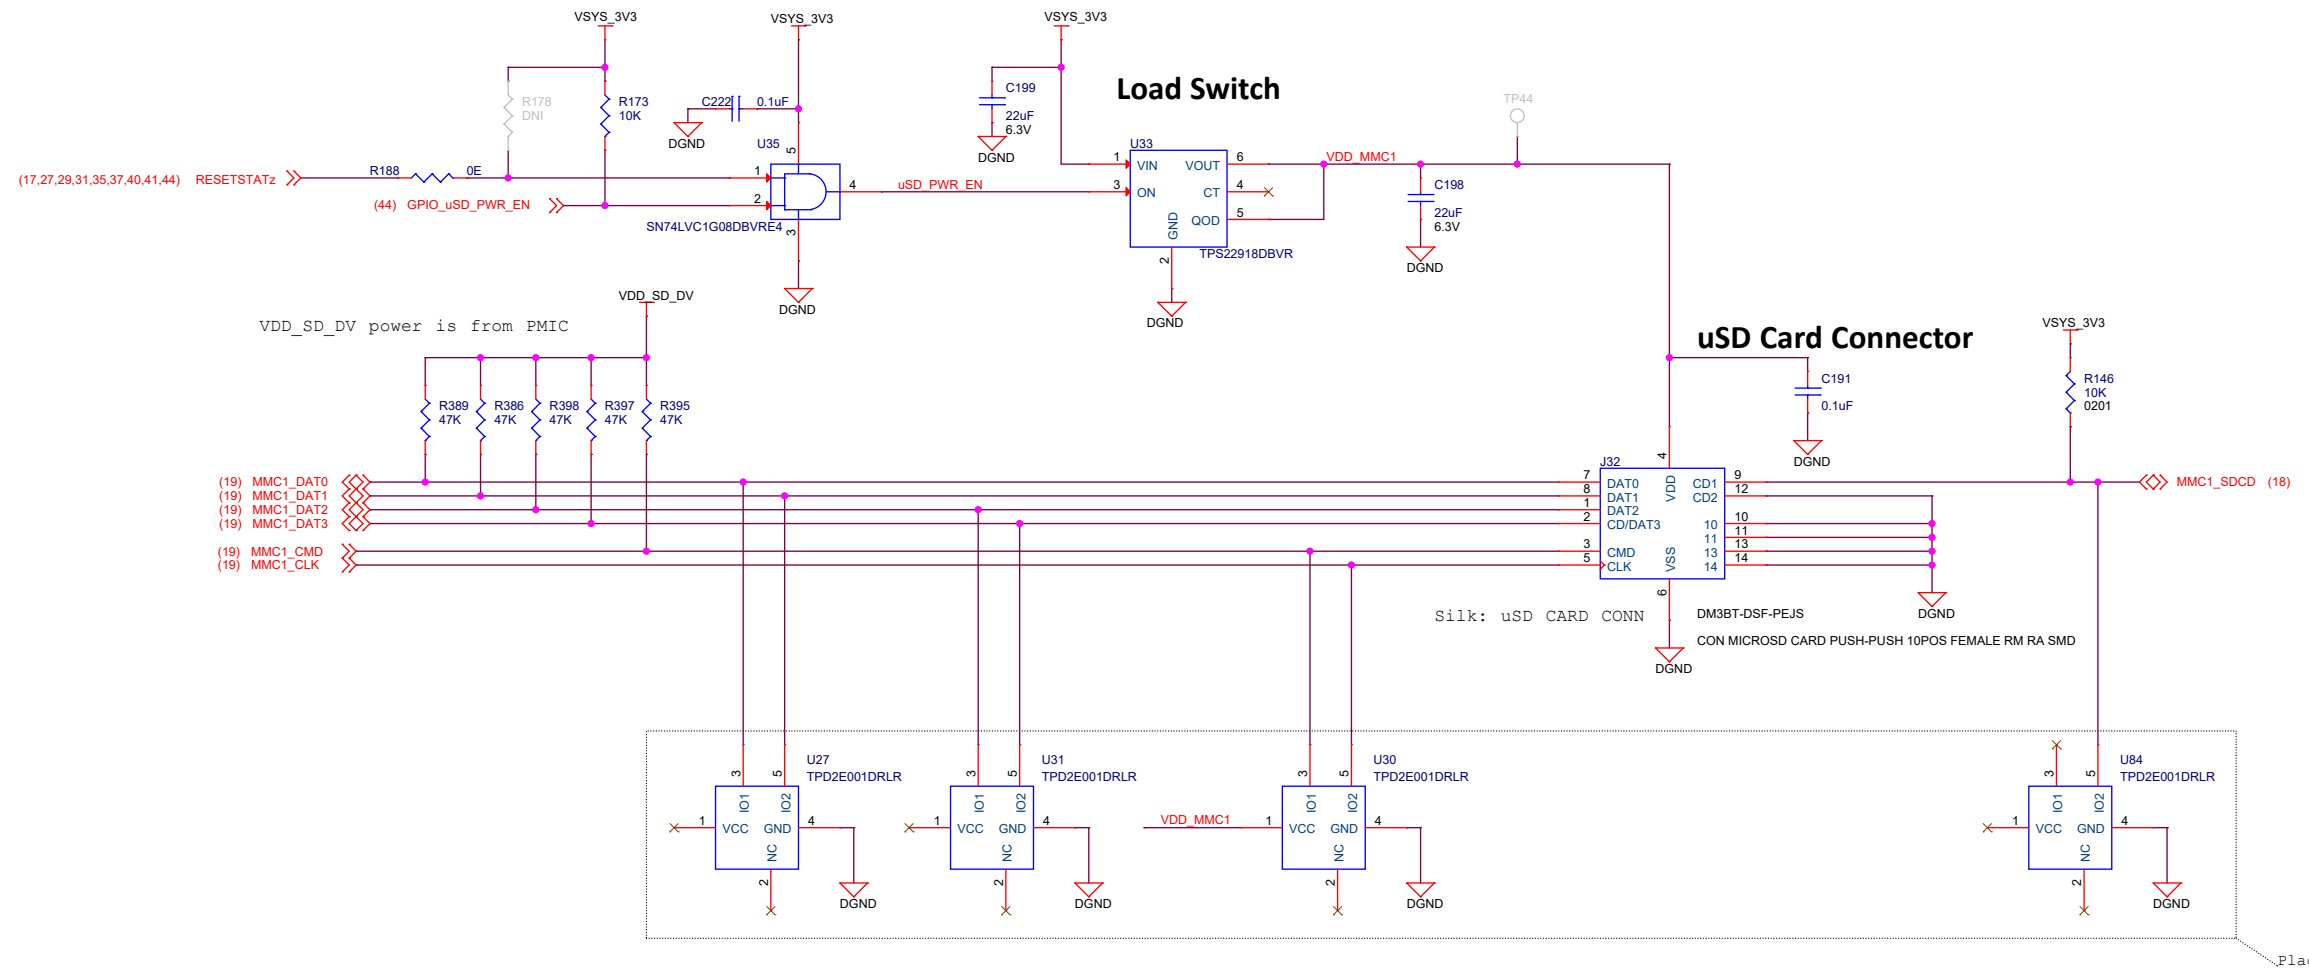 VSYS_3V3
VSYS_3V3
VSYS_3V3
R178
DNI
R173
10K
C222
0.1uF
DGND
C199
22uF
6.3V
DGND
Load Switch
TP44
(17,27,29,31,35,37,40,41,44) RESETSTATz
R188
0E
(44) GPIO_uSD_PWR_EN
U35
5
1
2
4
3
SN74LVC1G08DBVRE4
DGND
uSD_PWR_EN
U33
1
VIN
VOUT
6
3
ON
CT
4
GND
QOD
5
2
TPS22918DBVR
DGND
VDD_MMC1
C198
22uF
6.3V
DGND
VDD_SD_DV
VDD_SD_DV power is from PMIC
uSD Card Connector
VSYS_3V3
R389
47K
R386
47K
R398
47K
R397
47K
R395
47K
C191
0.1uF
DGND
R146
10K
0201
(19) MMC1_DAT0
(19) MMC1_DAT1
(19) MMC1_DAT2
(19) MMC1_DAT3
(19) MMC1_CMD
(19) MMC1_CLK
J32
4
7
DAT0
VDD
CD1
9
8
DAT1
CD2
12
1
DAT2
2
CD/DAT3
10
10
11
11
3
CMD
13
13
5
CLK
VSS
14
14
6
MMC1_SDCD (18)
DGND
Silk: uSD CARD CONN
DM3BT-DSF-PEJS
DGND
CON MICROSD CARD PUSH-PUSH 10POS FEMALE RM RA SMD
U27
TPD2E001DRLR
3
5
IO1
IO2
1
VCC
GND
4
NC
2
DGND
U31
TPD2E001DRLR
3
5
IO1
IO2
1
VCC
GND
4
NC
2
DGND
U30
TPD2E001DRLR
3
5
IO1
IO2
VDD_MMC1
1
VCC
GND
4
NC
2
DGND
U84
TPD2E001DRLR
3
5
IO1
IO2
1
VCC
GND
4
NC
2
DGND